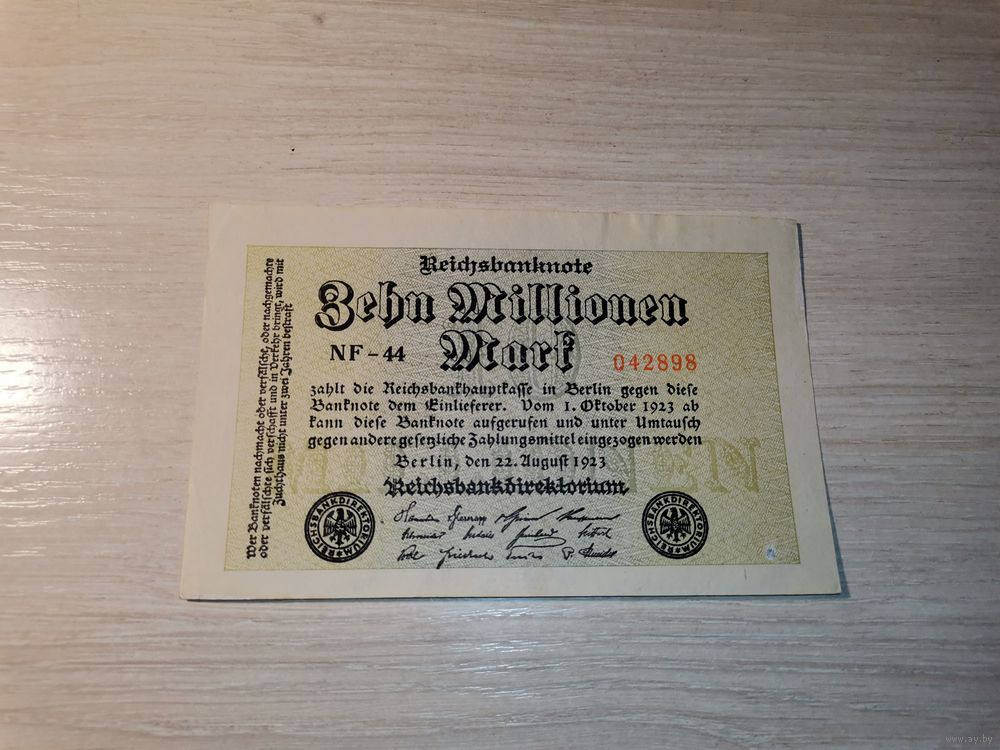 Reichsbanknote
Zehn Millionen
Mark
NF-44
042898
zahlt die Reichsbankhauptkasse in Berlin gegen diese
Banknote dem Einlieferer. Vom 1. Oktober 1923 ab
kann diese Banknote aufgerufen und unter Umtausch
gegen andere gesetzliche Zahlungsmittel eingezogen werden
Berlin, den 22. August 1923
Reichsbankdirektorium
Wer Banknoten nachmacht oder verfälscht, oder nachgemachte
oder verfälschte sich verschafft und in Verkehr bringt, wird mit
Zuchthaus nicht unter zwei Jahren bestraft
REICHSBANKDIREKTORIUM
REICHSBANKDIREKTORIUM
www.ay.by